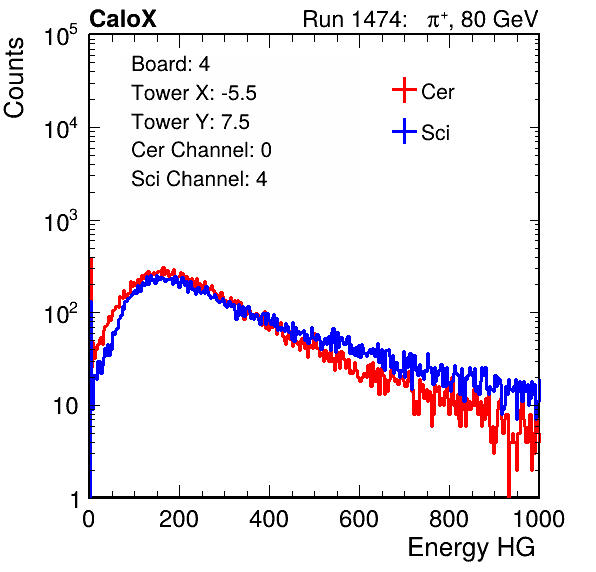 CaloX Run 1474: π⁺, 80 GeV
Counts
Board: 4
Tower X: -5.5
Tower Y: 7.5
Cer Channel: 0
Sci Channel: 4
Cer
Sci
10⁵
10⁴
10³
10²
10
1
0 200 400 600 800 1000
Energy HG